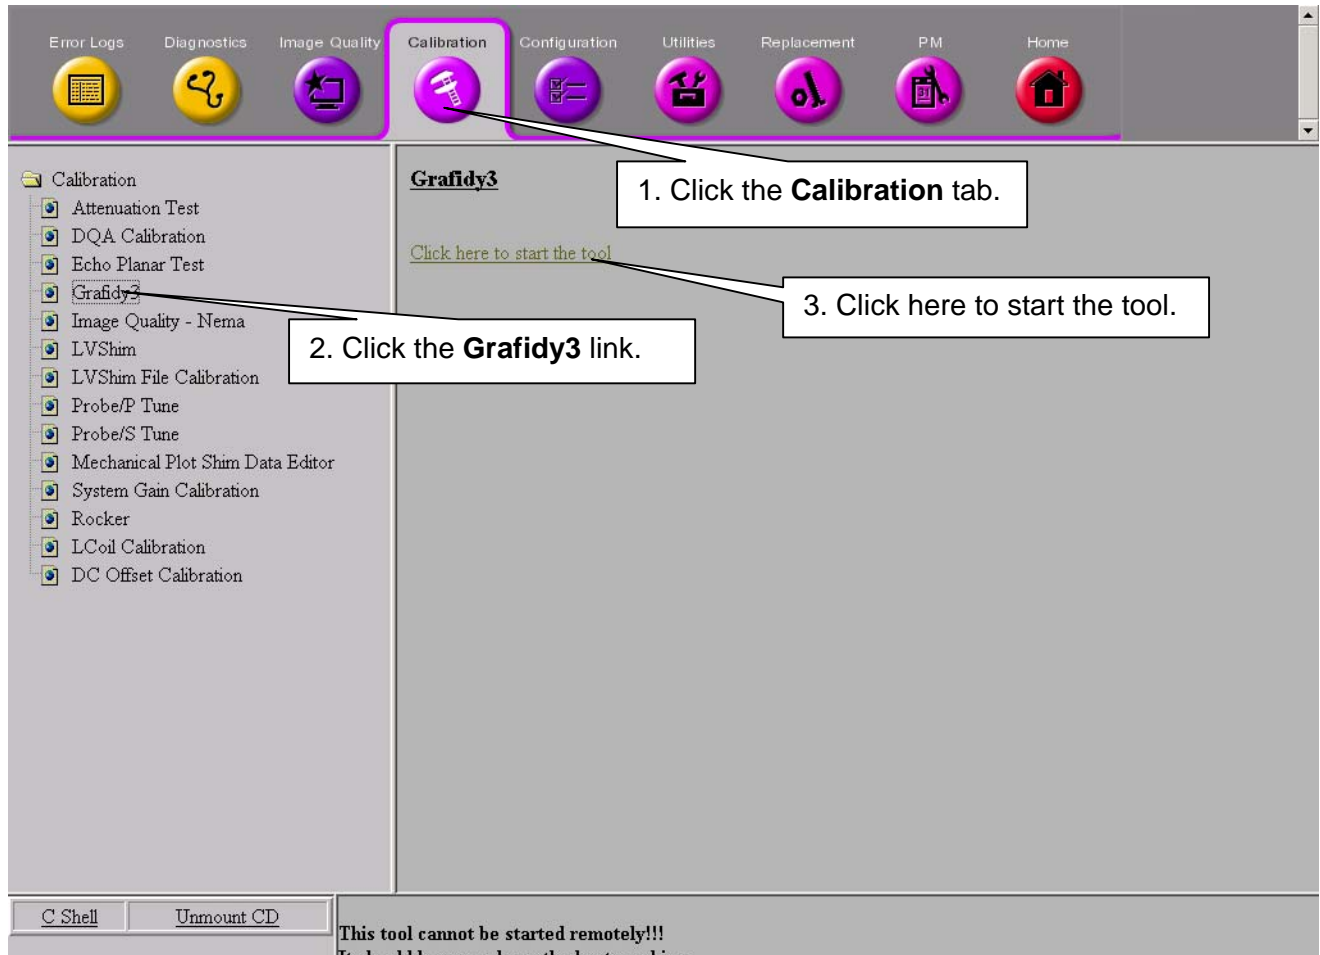 Error Logs
Diagnostics
Image Quality
Calibration
Configuration
Utilities
Replacement
PM
Home
31
Calibration
Attenuation Test
DQA Calibration
Echo Planar Test
Grafidy3
Image Quality - Nema
LVShim
LVShim File Calibration
Probe/P Tune
Probe/S Tune
Mechanical Plot Shim Data Editor
System Gain Calibration
Rocker
LCoil Calibration
DC Offset Calibration
Grafidy3
Click here to start the tool
1. Click the Calibration tab.
2. Click the Grafidy3 link.
3. Click here to start the tool.
C Shell
Unmount CD
This tool cannot be started remotely!!!